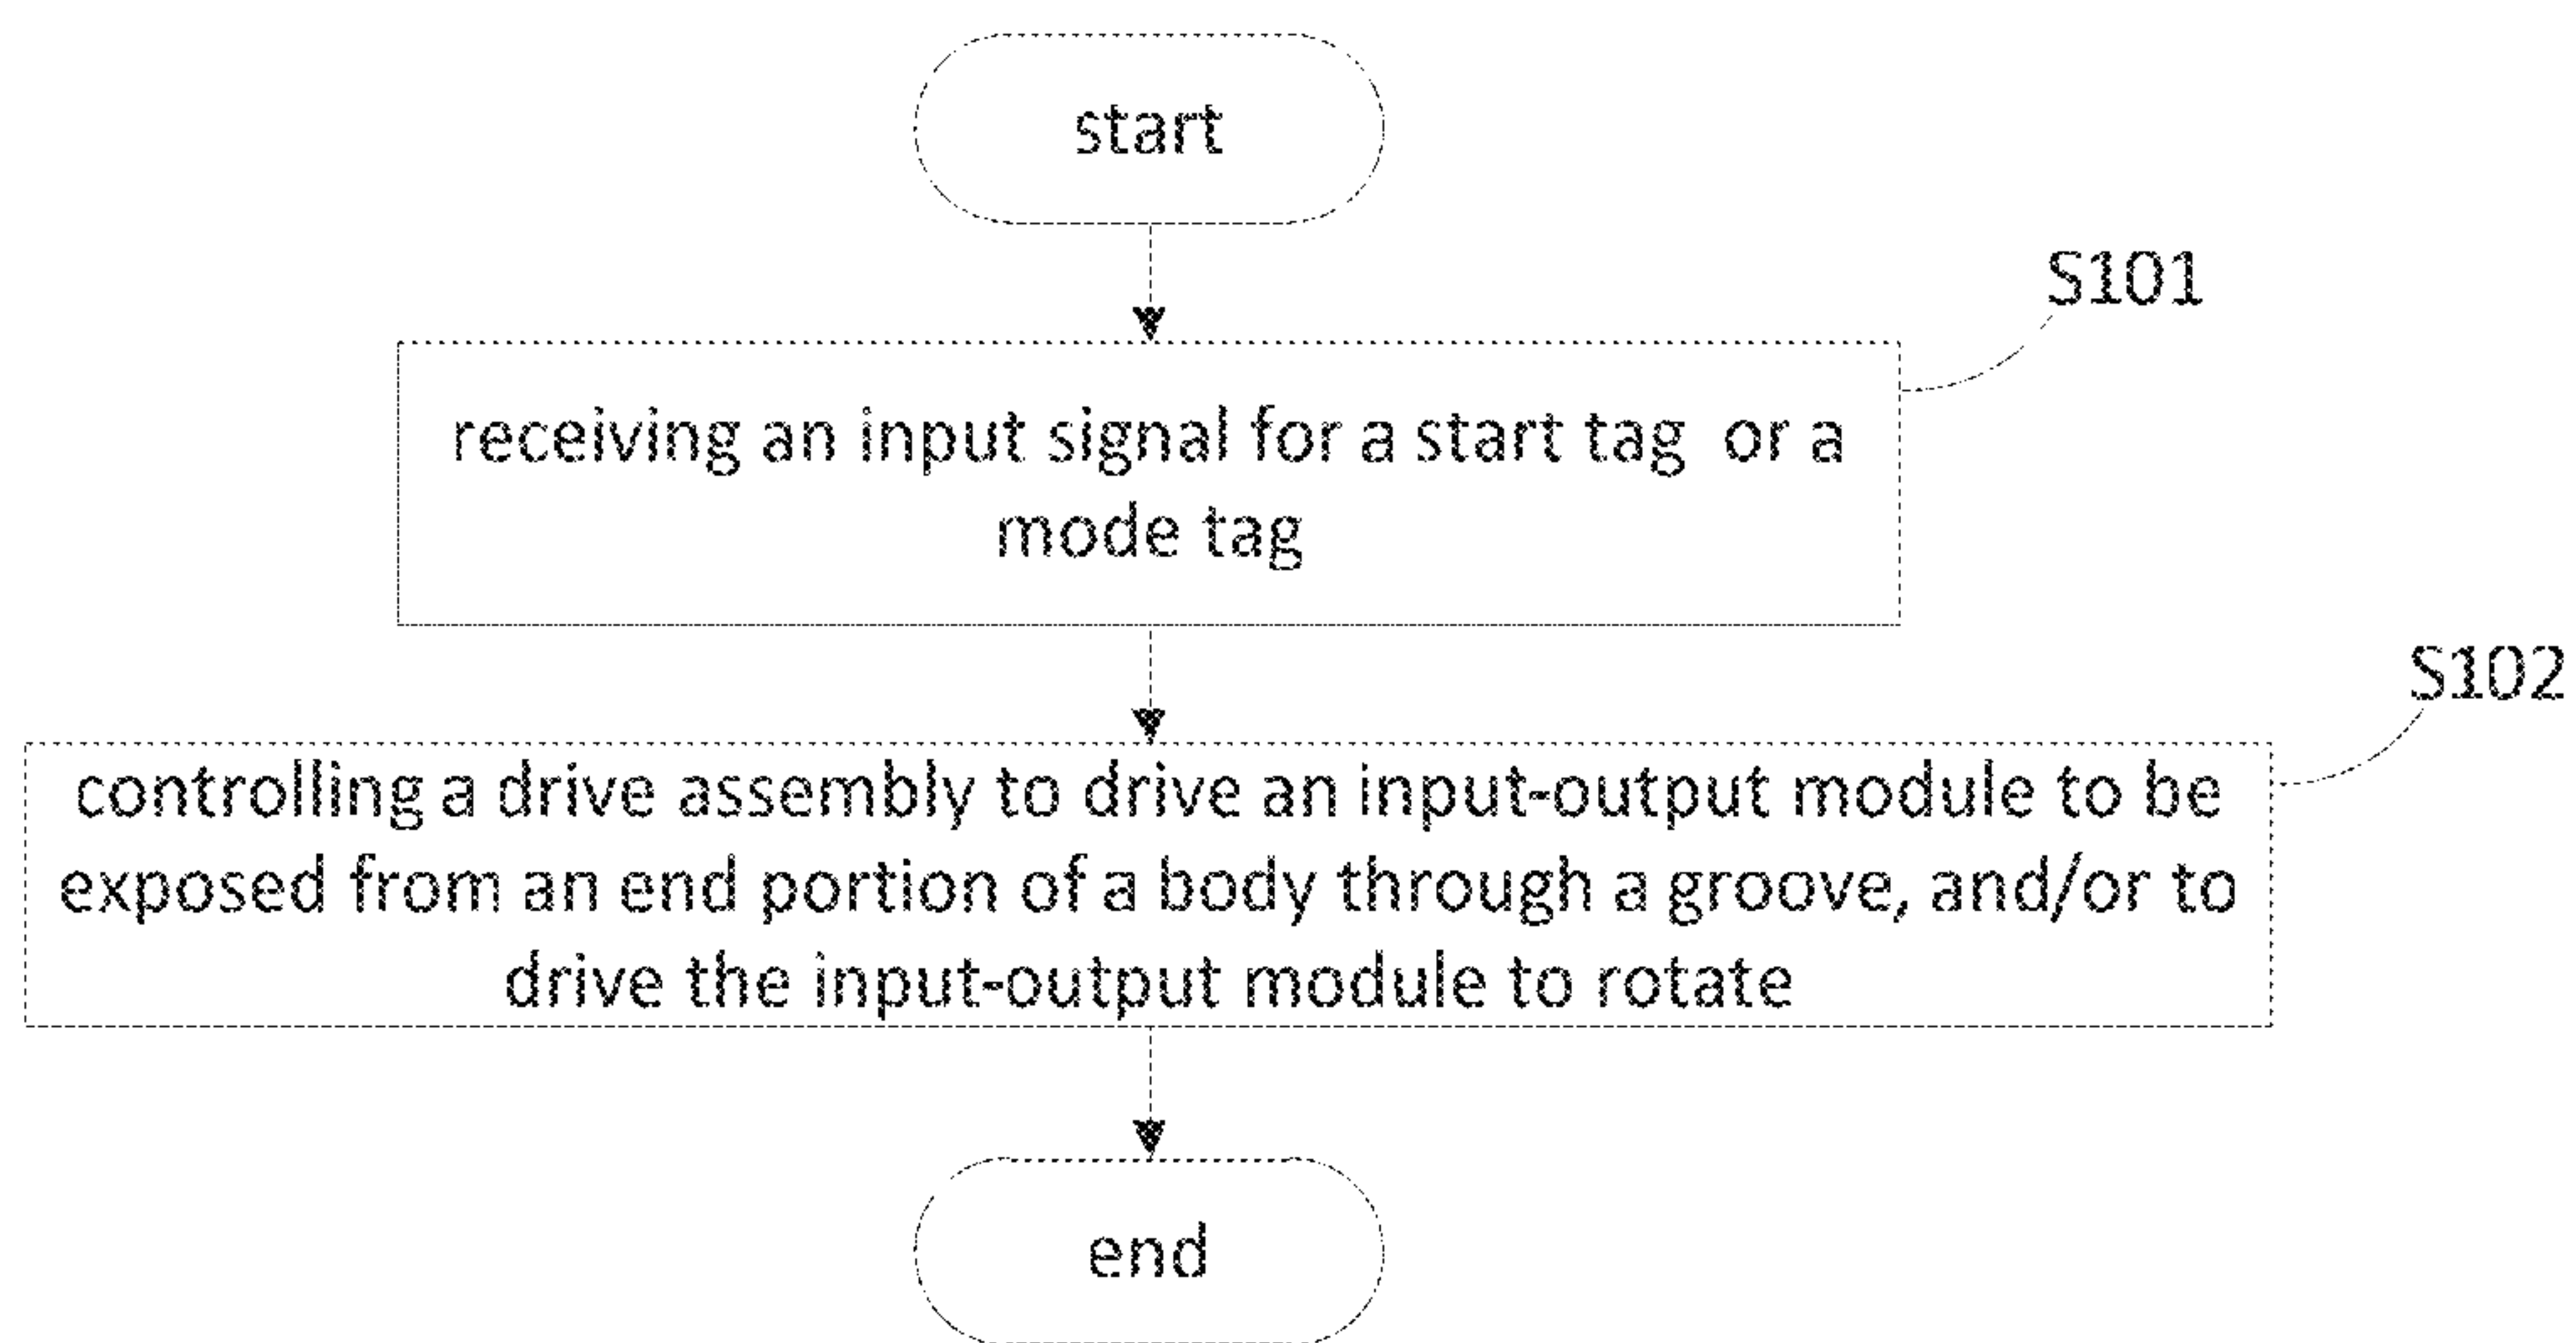 start
S101
receiving an input signal for a start tag or a
mode tag
S102
controlling a drive assembly to drive an input-output module to be
exposed from an end portion of a body through a groove, and/or to
drive the input-output module to rotate
end